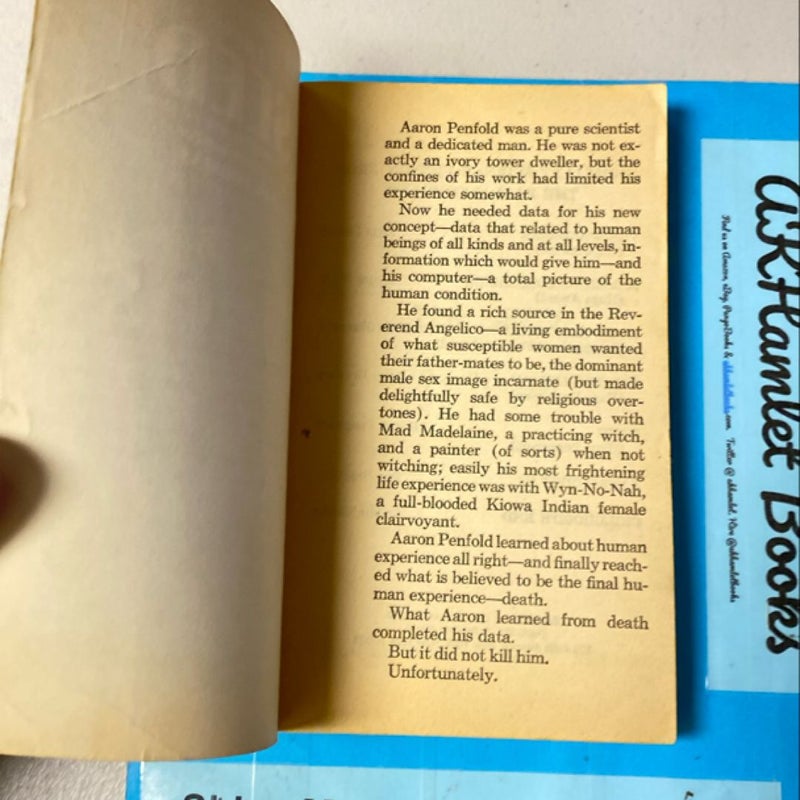 Aaron Penfold was a pure scientist
and a dedicated man. He was not ex-
actly an ivory tower dweller, but the
confines of his work had limited his
experience somewhat.
Now he needed data for his new
concept—data that related to human
beings of all kinds and at all levels, in-
formation which would give him—and
his computer—a total picture of the
human condition.
He found a rich source in the Rev-
erend Angelico—a living embodiment
of what susceptible women wanted
their father-mates to be, the dominant
male sex image incarnate (but made
delightfully safe by religious over-
tones). He had some trouble with
Mad Madelaine, a practicing witch,
and a painter (of sorts) when not
witching; easily his most frightening
life experience was with Wyn-No-Nah,
a full-blooded Kiowa Indian female
clairvoyant.
Aaron Penfold learned about human
experience all right—and finally reach-
ed what is believed to be the final hu-
man experience—death.
What Aaron learned from death
completed his data.
But it did not kill him.
Unfortunately.
A.K. Hamlet Books
Find us on Amazon, eBay, PangoBooks & akhamletbooks.com. Twitter @